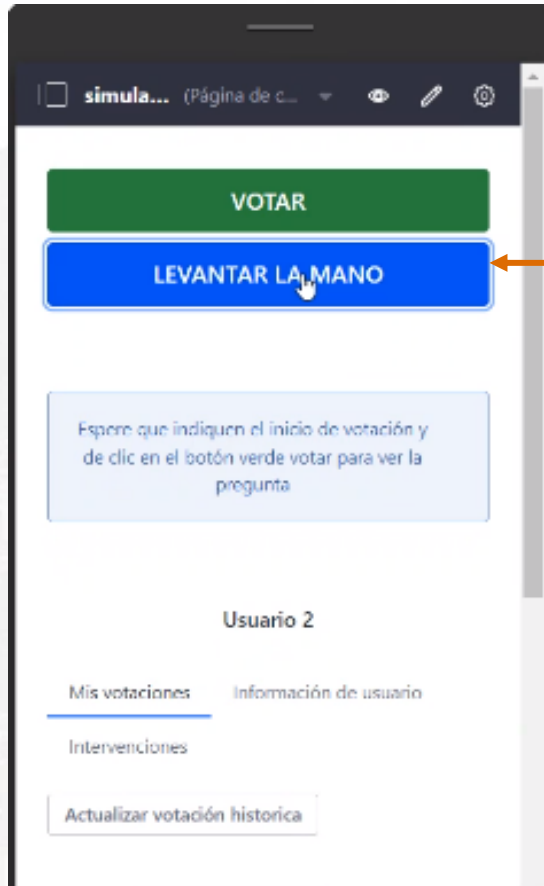 simula... (Página de c...
VOTAR
LEVANTAR LA MANO
Espere que indiquen el inicio de votación y
de clic en el botón verde votar para ver la
pregunta
Usuario 2
Mis votaciones Información de usuario
Intervenciones
Actualizar votación historica